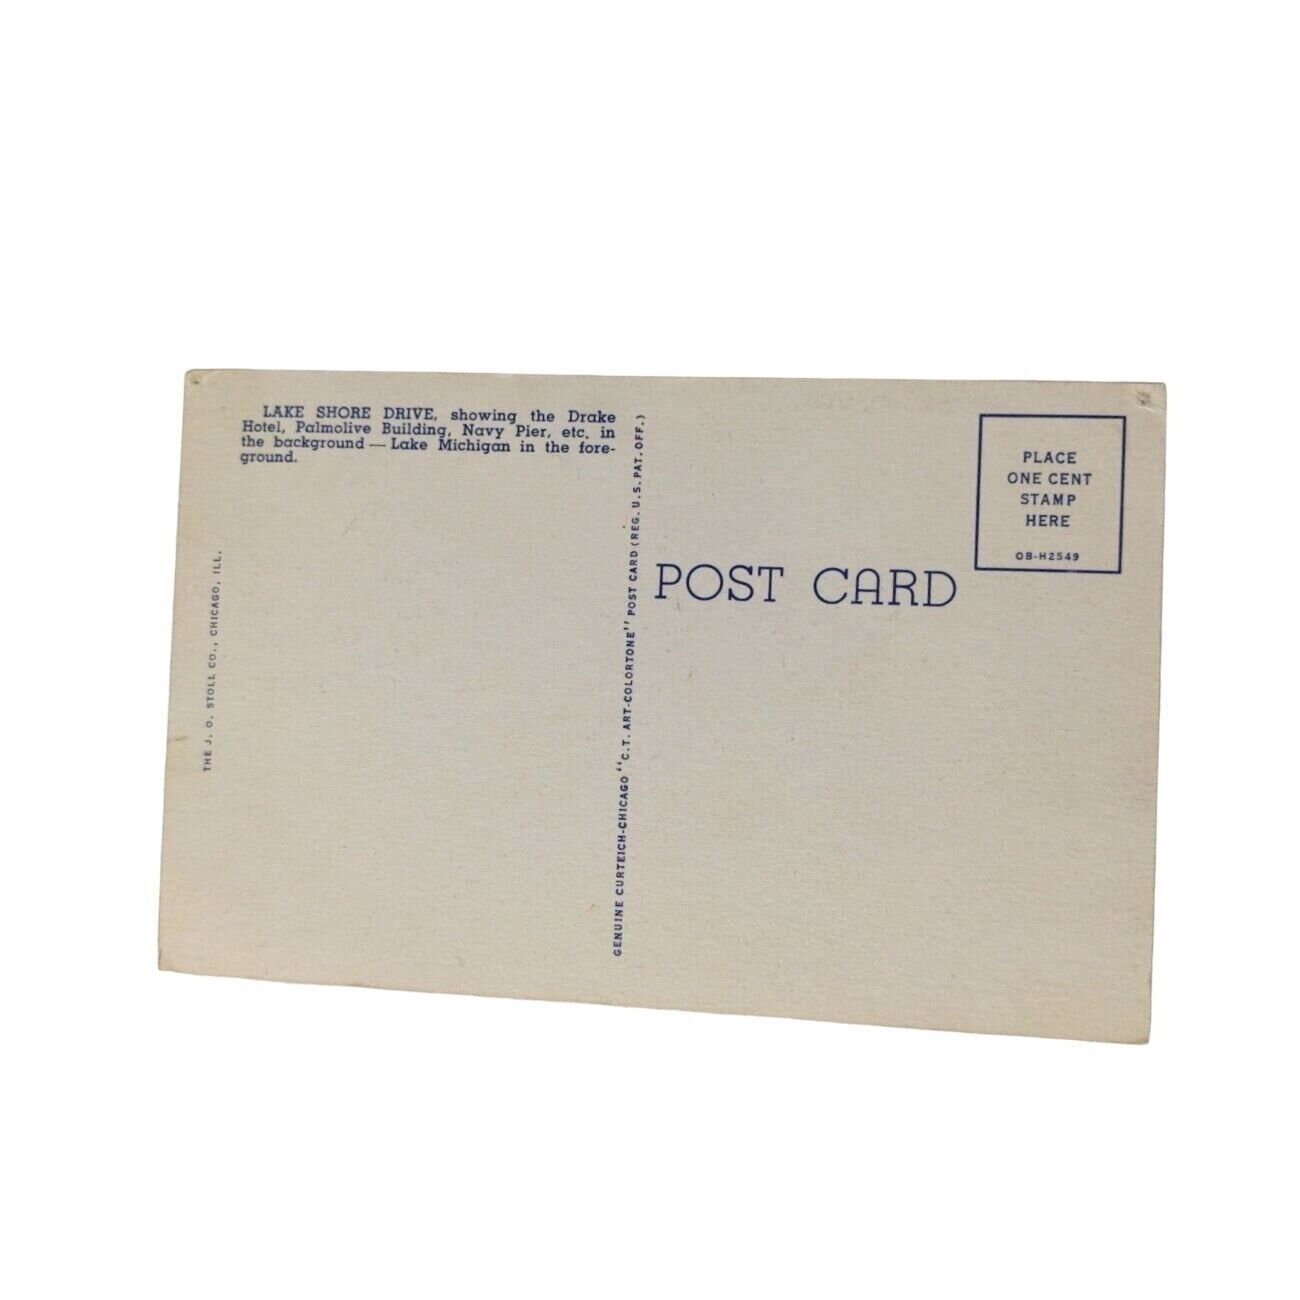 LAKE SHORE DRIVE, showing the Drake
Hotel, Palmolive Building, Navy Pier, etc. in
the background — Lake Michigan in the fore-
ground.
THE J. O. STOLL CO., CHICAGO, ILL.
GENUINE CURTEICH-CHICAGO "C.T. ART-COLORTONE" POST CARD (REG. U.S. PAT. OFF.)
POST CARD
PLACE
ONE CENT
STAMP
HERE
OB-H2549